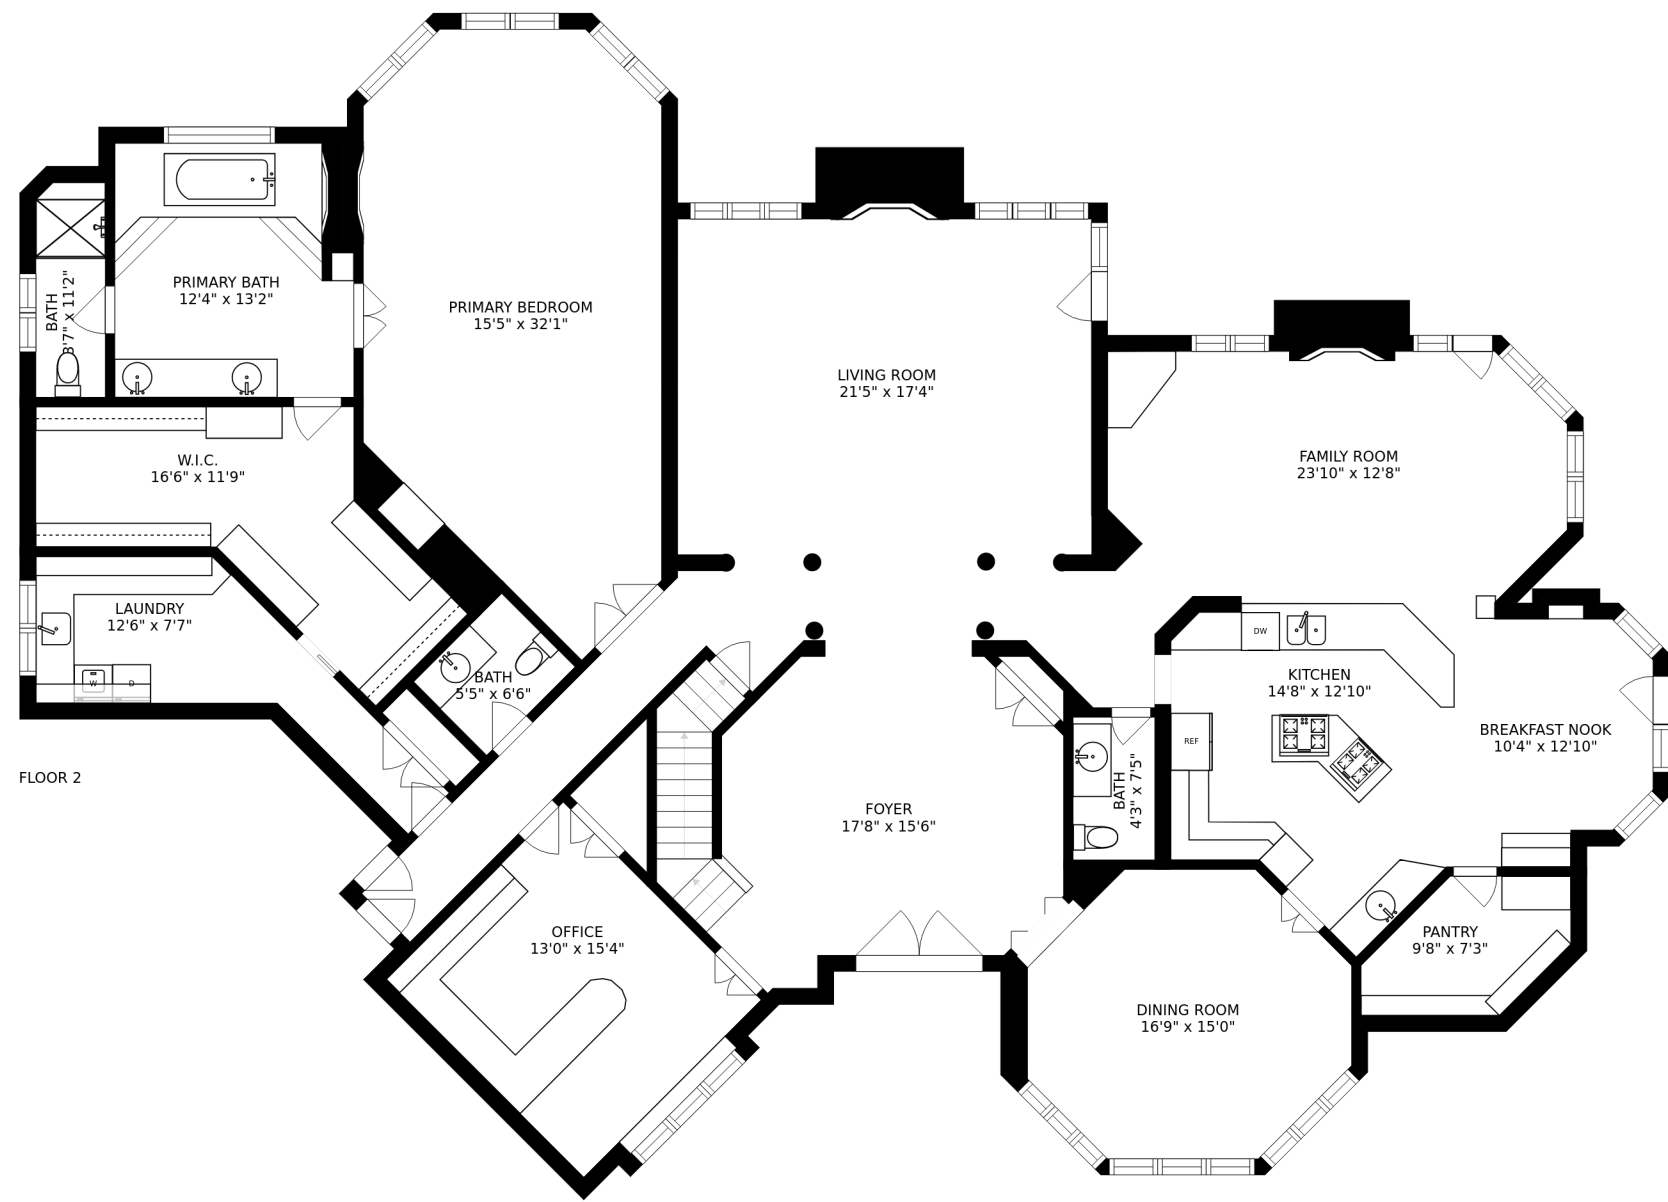 PRIMARY BATH
12'4" x 13'2"
BATH
3'7" x 11'2"
PRIMARY BEDROOM
15'5" x 32'1"
LIVING ROOM
21'5" x 17'4"
FAMILY ROOM
23'10" x 12'8"
W.I.C.
16'6" x 11'9"
LAUNDRY
12'6" x 7'7"
W
D
BATH
5'5" x 6'6"
DW
KITCHEN
14'8" x 12'10"
REF
BREAKFAST NOOK
10'4" x 12'10"
FLOOR 2
BATH
4'3" x 7'5"
FOYER
17'8" x 15'6"
OFFICE
13'0" x 15'4"
PANTRY
9'8" x 7'3"
DINING ROOM
16'9" x 15'0"